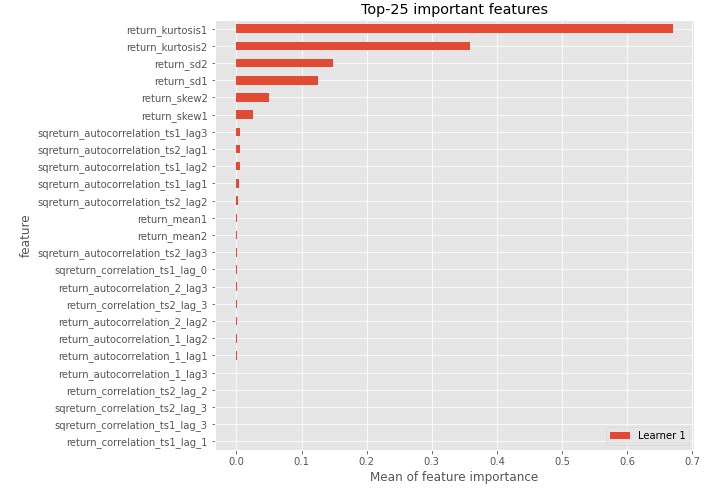 Top-25 important features
return_kurtosis1
return_kurtosis2
return_sd2
return_sd1
return_skew2
return_skew1
sqreturn_autocorrelation_ts1_lag3
sqreturn_autocorrelation_ts2_lag1
sqreturn_autocorrelation_ts1_lag2
sqreturn_autocorrelation_ts1_lag1
sqreturn_autocorrelation_ts2_lag2
return_mean1
return_mean2
sqreturn_autocorrelation_ts2_lag3
sqreturn_correlation_ts1_lag_0
return_autocorrelation_2_lag3
return_correlation_ts2_lag_3
return_autocorrelation_2_lag2
return_autocorrelation_1_lag2
return_autocorrelation_1_lag1
return_autocorrelation_1_lag3
return_correlation_ts2_lag_2
sqreturn_correlation_ts2_lag_3
sqreturn_correlation_ts1_lag_3
return_correlation_ts1_lag_1
feature
Learner 1
0.0 0.1 0.2 0.3 0.4 0.5 0.6 0.7
Mean of feature importance